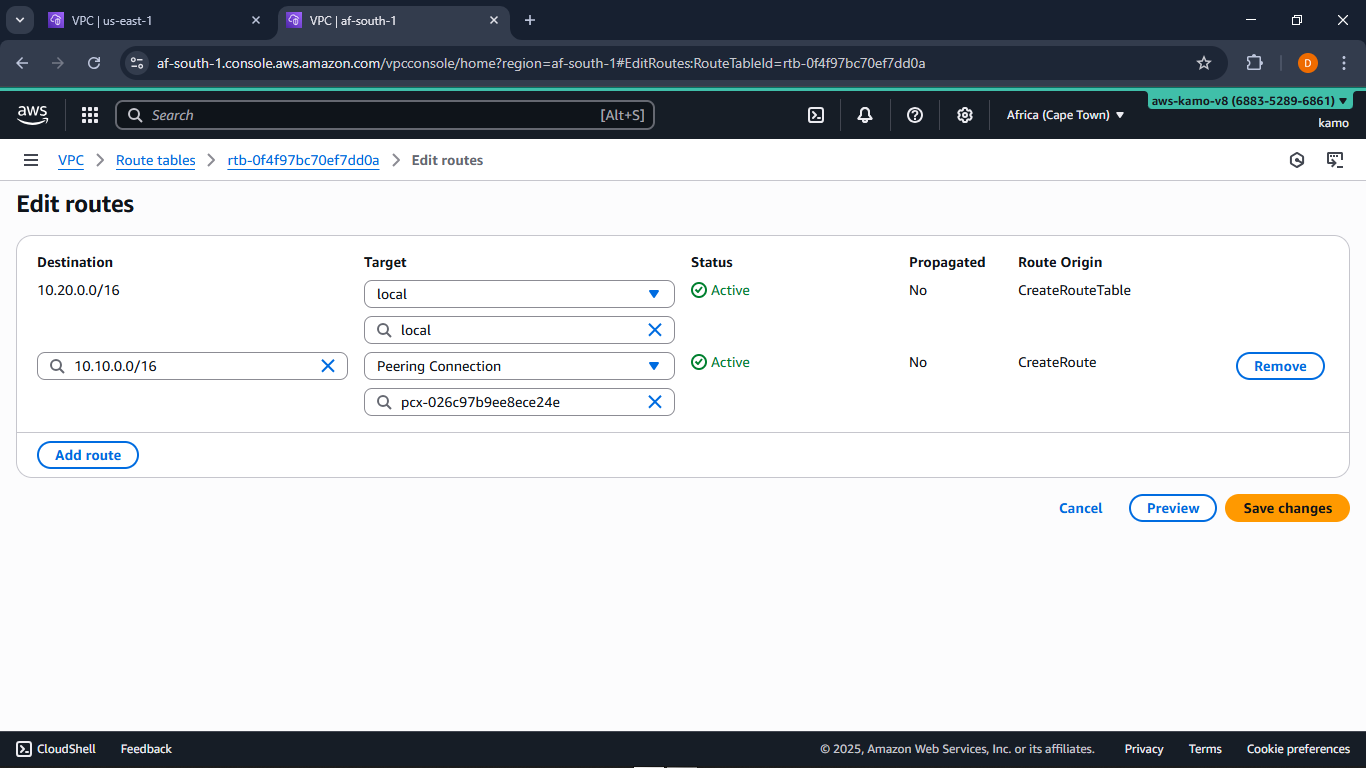 VPC | us-east-1
VPC | af-south-1
af-south-1.console.aws.amazon.com/vpcconsole/home?region=af-south-1#EditRoutes:RouteTableId=rtb-0f4f97bc70ef7dd0a
D
aws
Search [Alt+S]
Africa (Cape Town)
aws-kamo-v8 (6883-5289-6861)
kamo
VPC
Route tables
rtb-0f4f97bc70ef7dd0a
Edit routes
Edit routes
Destination Target Status Propagated Route Origin
10.20.0.0/16 local Active No CreateRouteTable
local
10.10.0.0/16 Peering Connection Active No CreateRoute Remove
pcx-026c97b9ee8ece24e
Add route
Cancel Preview Save changes
CloudShell Feedback © 2025, Amazon Web Services, Inc. or its affiliates. Privacy Terms Cookie preferences